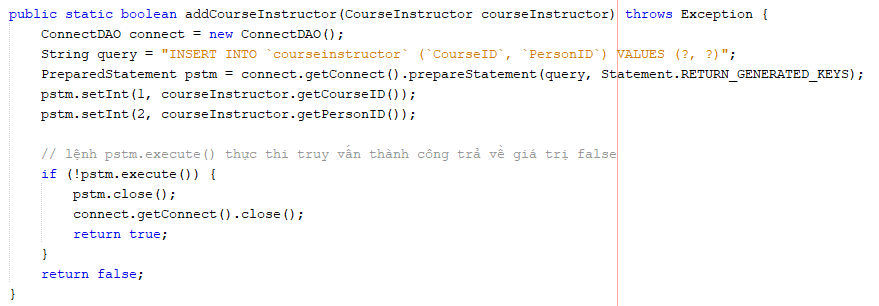 public static boolean addCourseInstructor(CourseInstructor courseInstructor) throws Exception {
    ConnectDAO connect = new ConnectDAO();
    String query = "INSERT INTO `courseinstructor` (`CourseID`, `PersonID`) VALUES (?, ?)";
    PreparedStatement pstm = connect.getConnect().prepareStatement(query, Statement.RETURN_GENERATED_KEYS);
    pstm.setInt(1, courseInstructor.getCourseID());
    pstm.setInt(2, courseInstructor.getPersonID());

    // lệnh pstm.execute() thực thi truy vấn thành công trả về giá trị false
    if (!pstm.execute()) {
        pstm.close();
        connect.getConnect().close();
        return true;
    }
    return false;
}